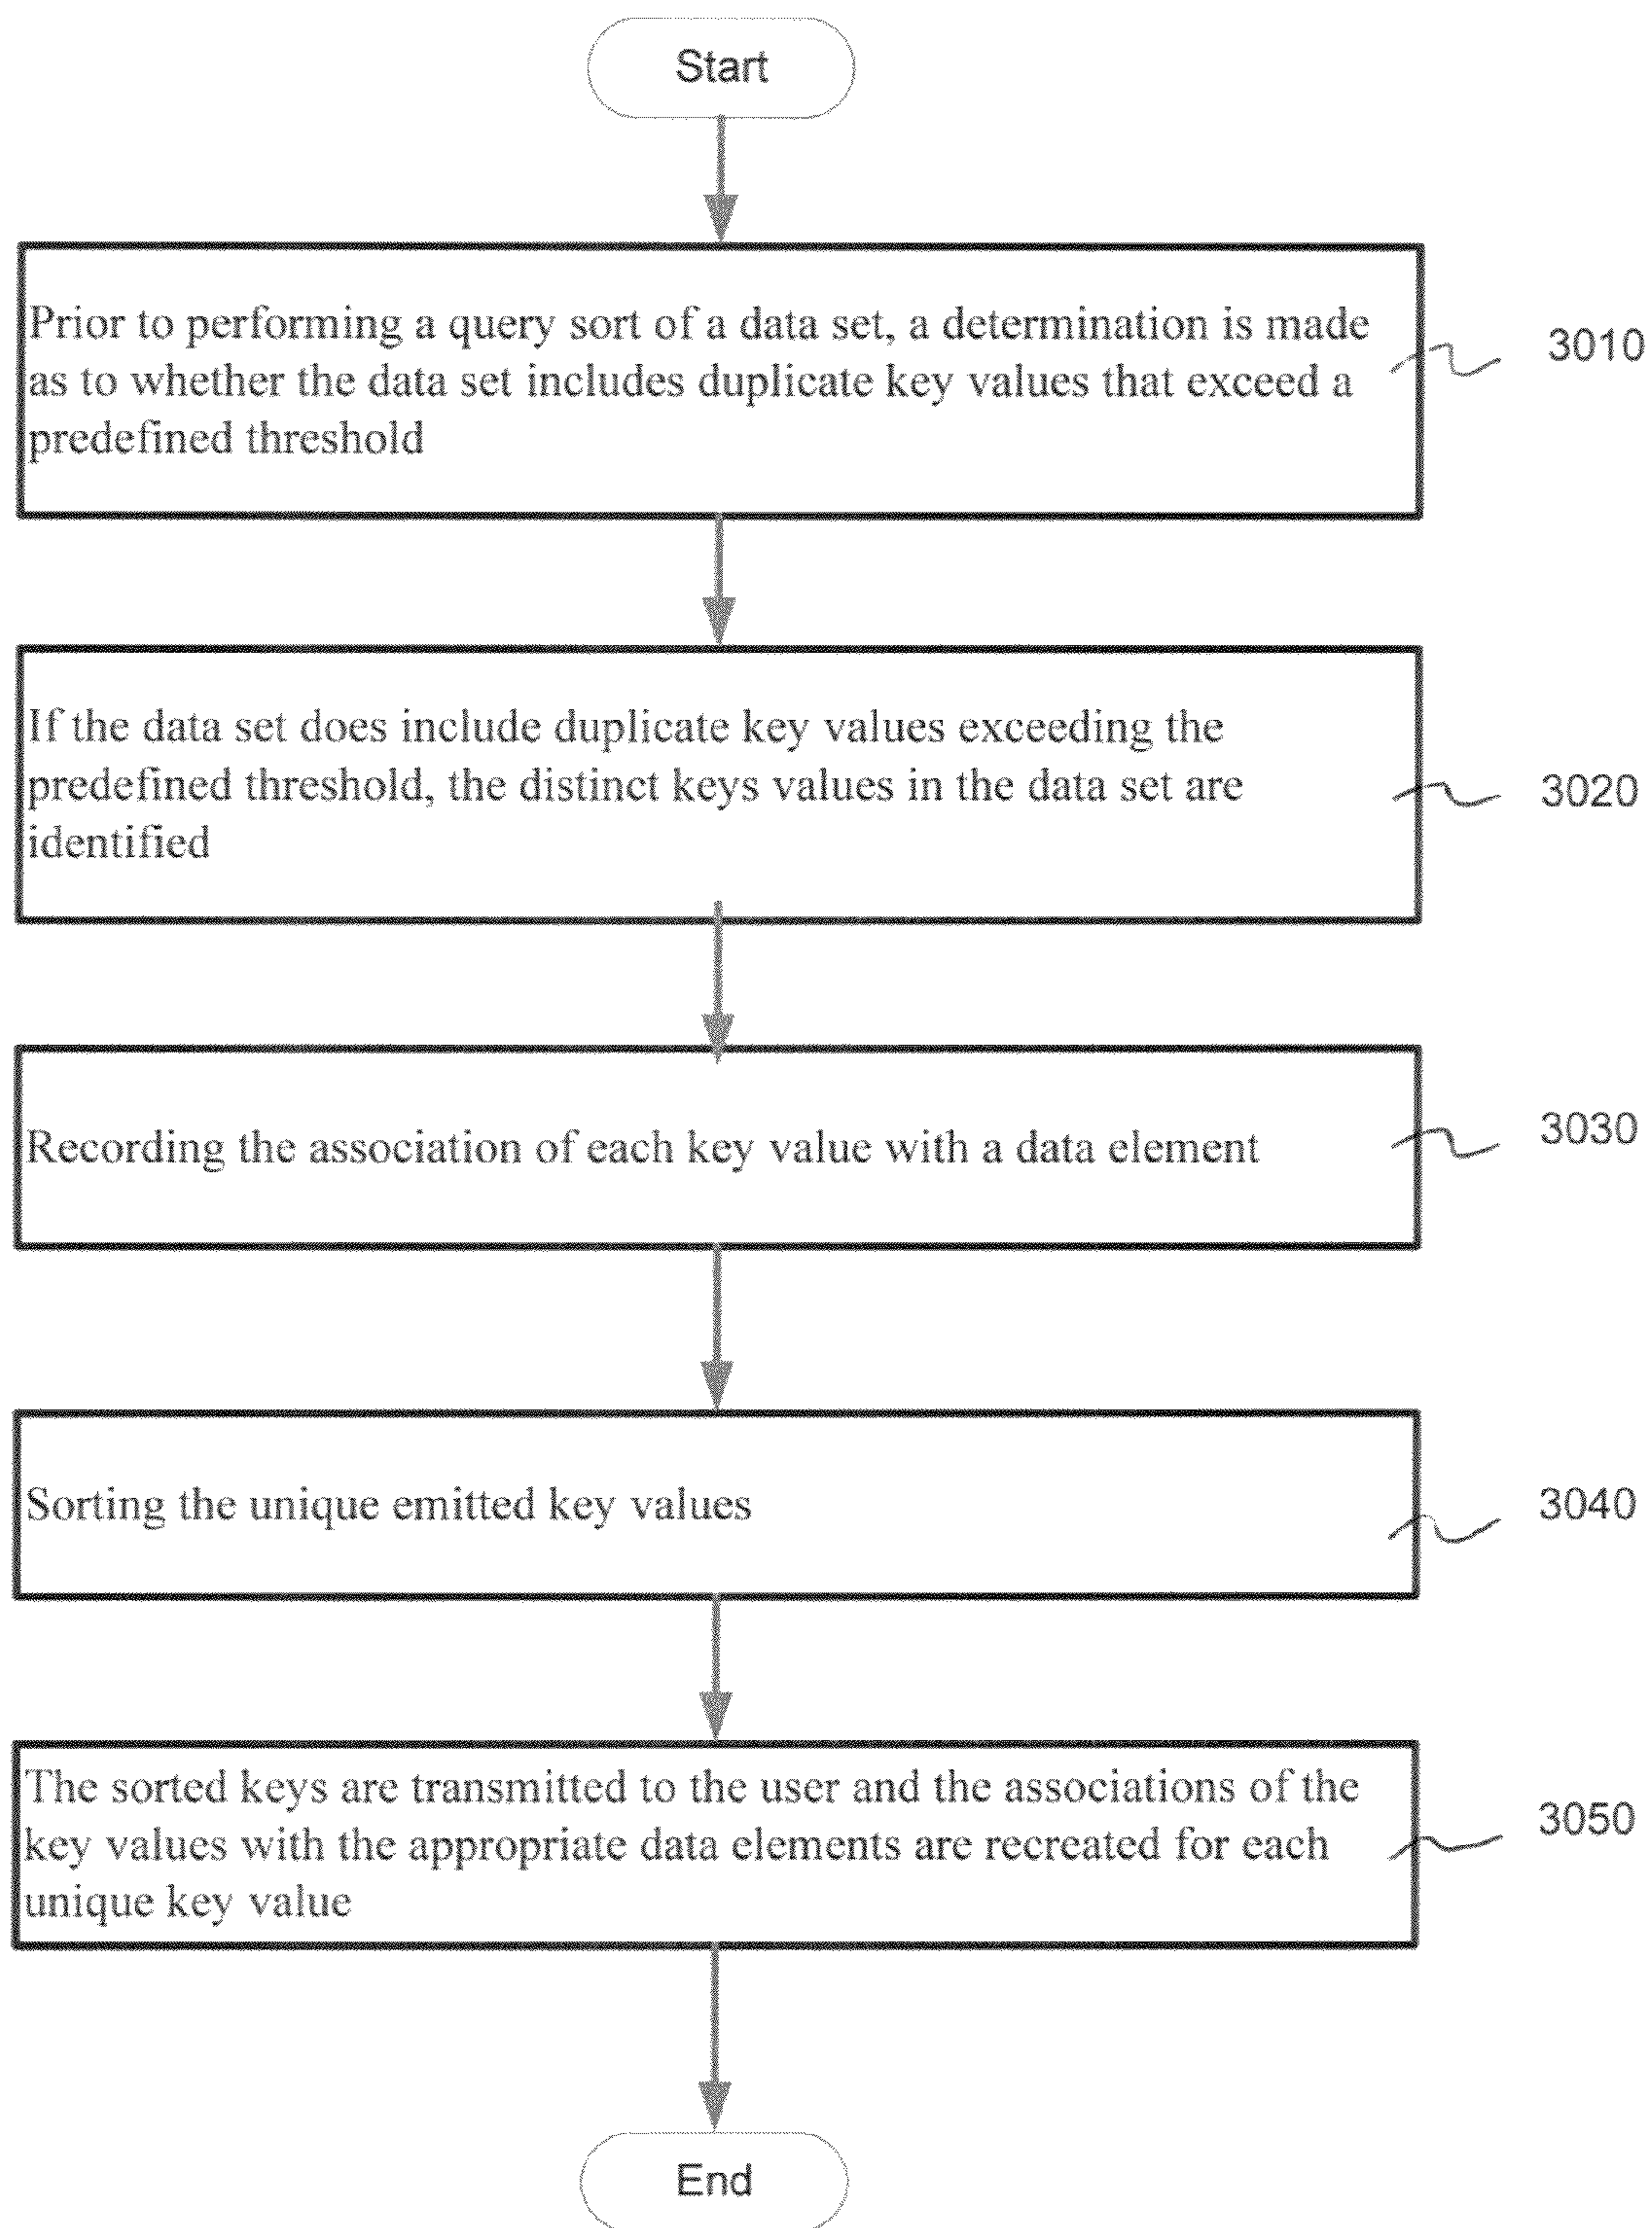 Start
Prior to performing a query sort of a data set, a determination is made
as to whether the data set includes duplicate key values that exceed a
predefined threshold
3010
If the data set does include duplicate key values exceeding the
predefined threshold, the distinct keys values in the data set are
identified
3020
Recording the association of each key value with a data element
3030
Sorting the unique emitted key values
3040
The sorted keys are transmitted to the user and the associations of the
key values with the appropriate data elements are recreated for each
unique key value
3050
End